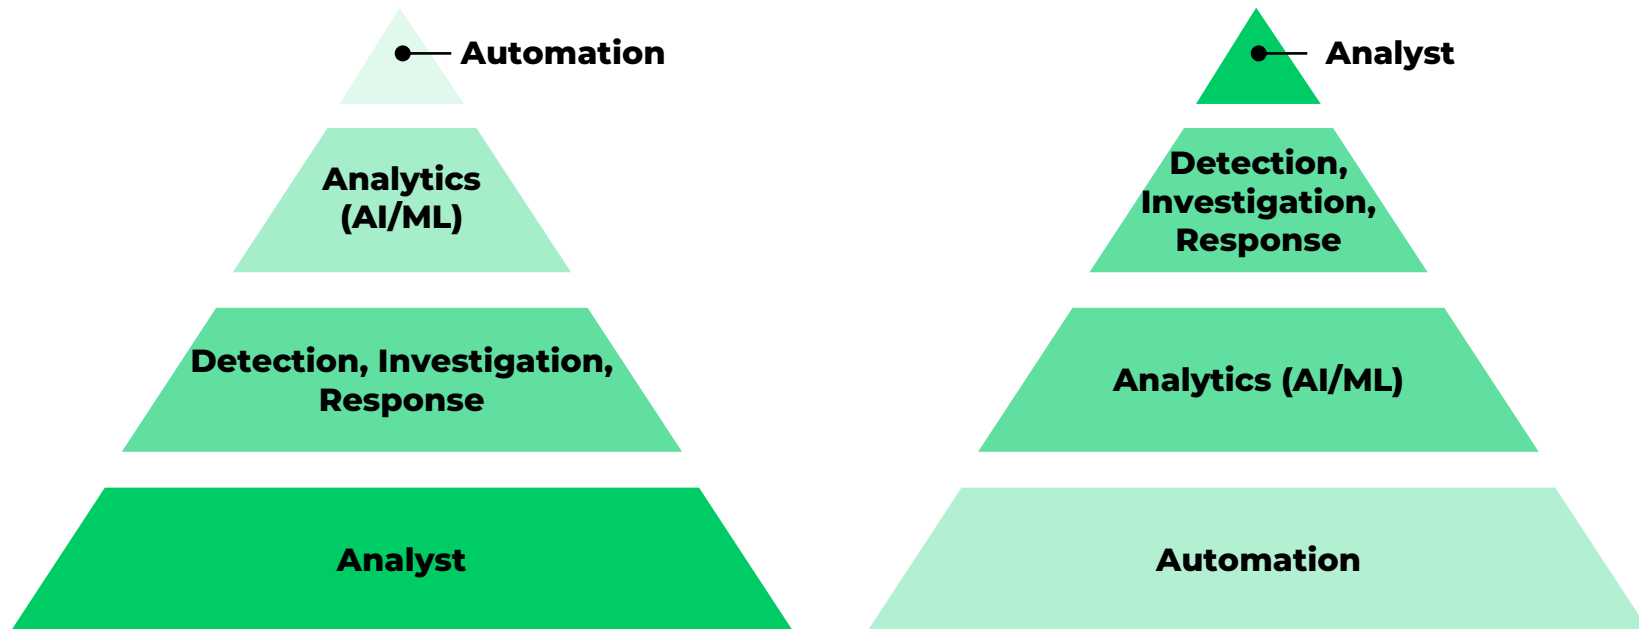 Automation
Analytics
(AI/ML)
Detection, Investigation,
Response
Analyst
Analyst
Detection,
Investigation,
Response
Analytics (AI/ML)
Automation